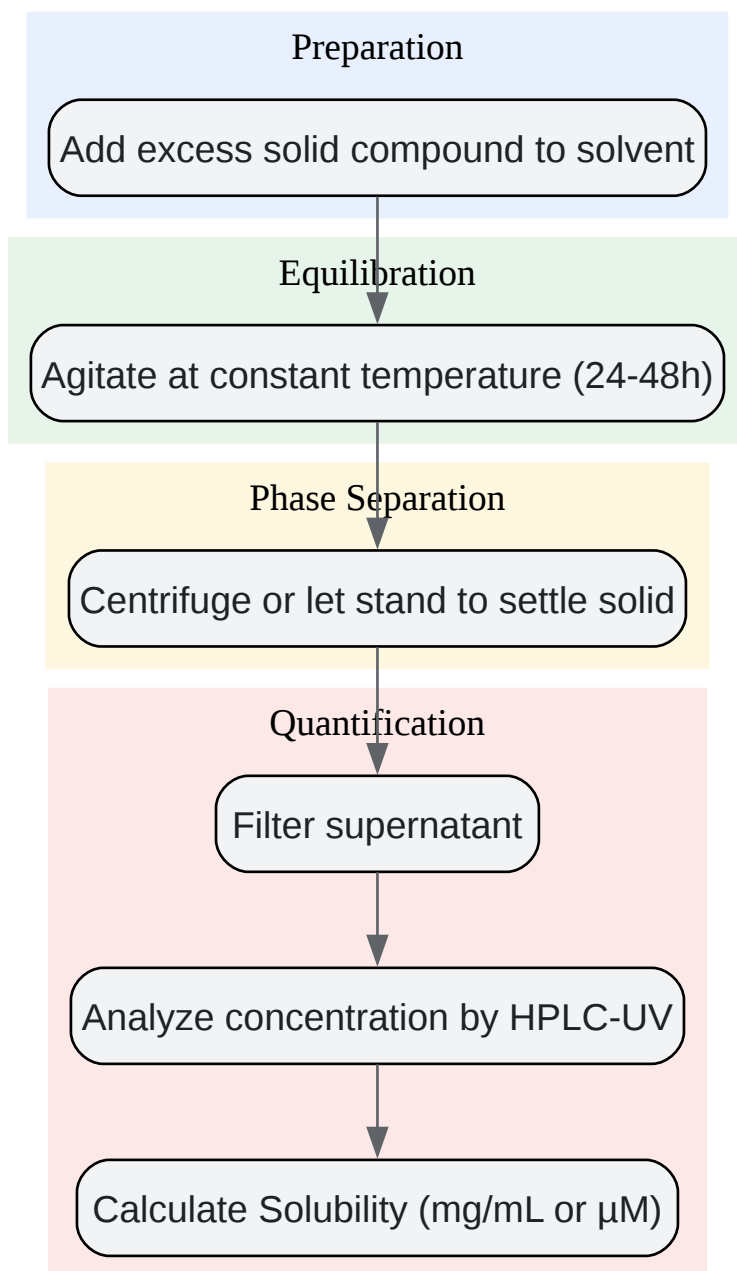 Preparation
Add excess solid compound to solvent
Equilibration
Agitate at constant temperature (24-48h)
Phase Separation
Centrifuge or let stand to settle solid
Quantification
Filter supernatant
Analyze concentration by HPLC-UV
Calculate Solubility (mg/mL or µM)